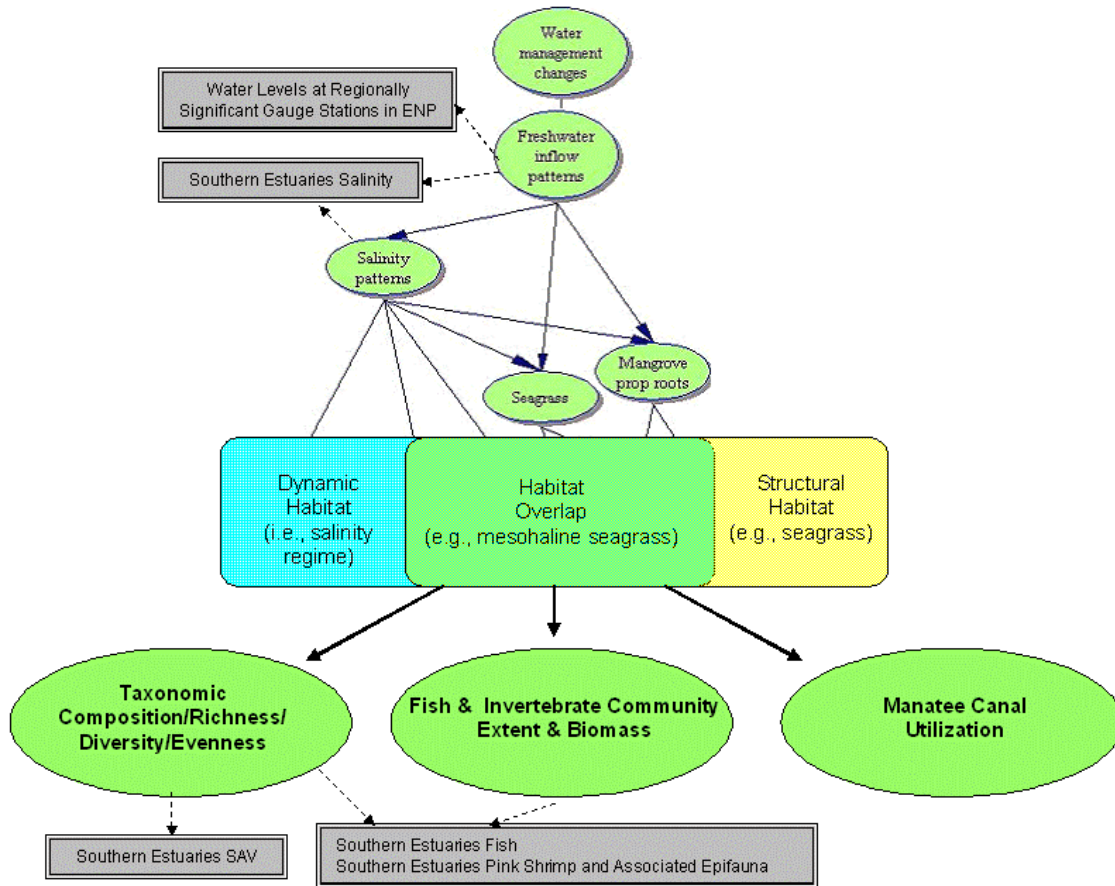 Water
management
changes
Water Levels at Regionally
Significant Gauge Stations in ENP
Freshwater
inflow
patterns
Southern Estuaries Salinity
Salinity
patterns
Mangrove
prop roots
Seagrass
Dynamic
Habitat
(i.e., salinity
regime)
Habitat
Overlap
(e.g., mesohaline seagrass)
Structural
Habitat
(e.g., seagrass)
Taxonomic
Composition/Richness/
Diversity/Evenness
Fish & Invertebrate Community
Extent & Biomass
Manatee Canal
Utilization
Southern Estuaries SAV
Southern Estuaries Fish
Southern Estuaries Pink Shrimp and Associated Epifauna